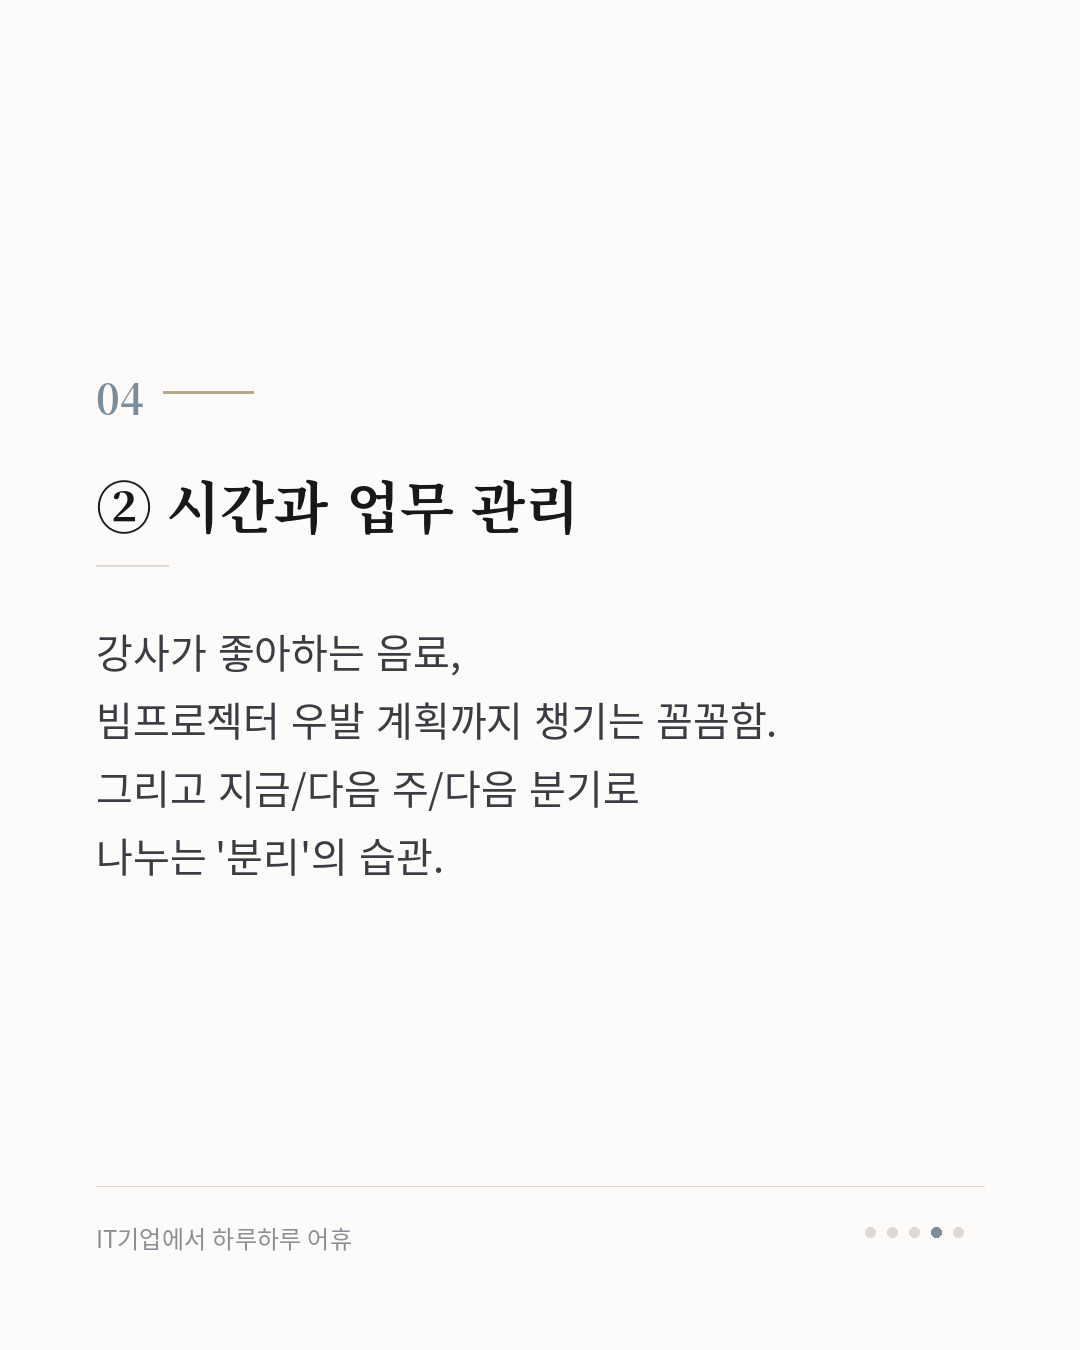 04
② 시간과 업무 관리
강사가 좋아하는 음료,
빔프로젝터 우발 계획까지 챙기는 꼼꼼함.
그리고 지금/다음 주/다음 분기로
나누는 '분리'의 습관.
IT기업에서 하루하루 어휴